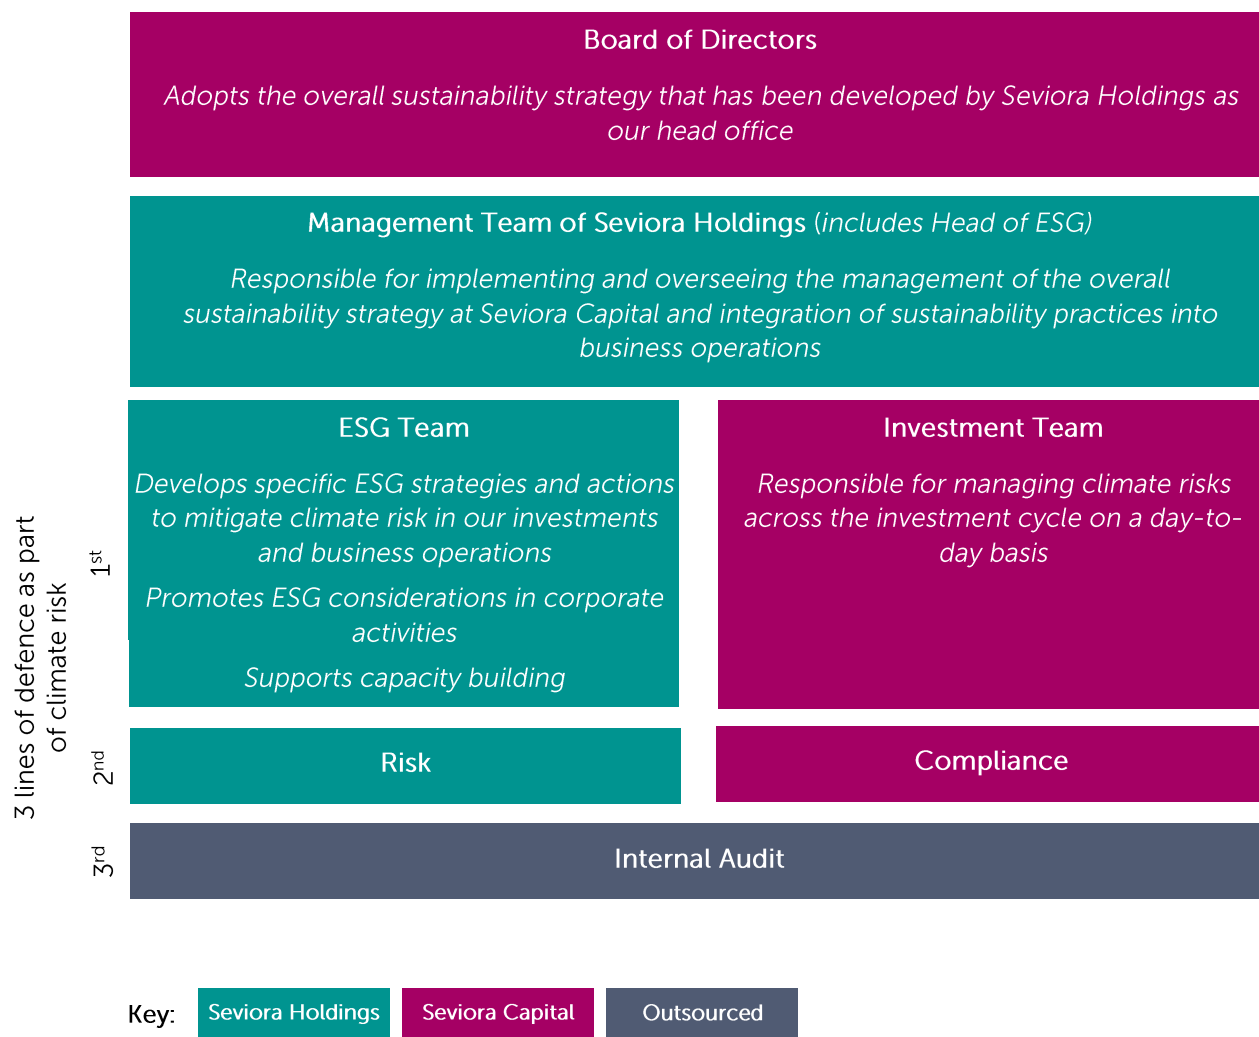 Board of Directors
Adopts the overall sustainability strategy that has been developed by Seviora Holdings as
our head office
Management Team of Seviora Holdings (includes Head of ESG)
Responsible for implementing and overseeing the management of the overall
sustainability strategy at Seviora Capital and integration of sustainability practices into
business operations
3 lines of defence as part
of climate risk
1st
ESG Team
Develops specific ESG strategies and actions
to mitigate climate risk in our investments
and business operations
Promotes ESG considerations in corporate
activities
Supports capacity building
Investment Team
Responsible for managing climate risks
across the investment cycle on a day-to-
day basis
2nd
Risk
Compliance
3rd
Internal Audit
Key:
Seviora Holdings
Seviora Capital
Outsourced